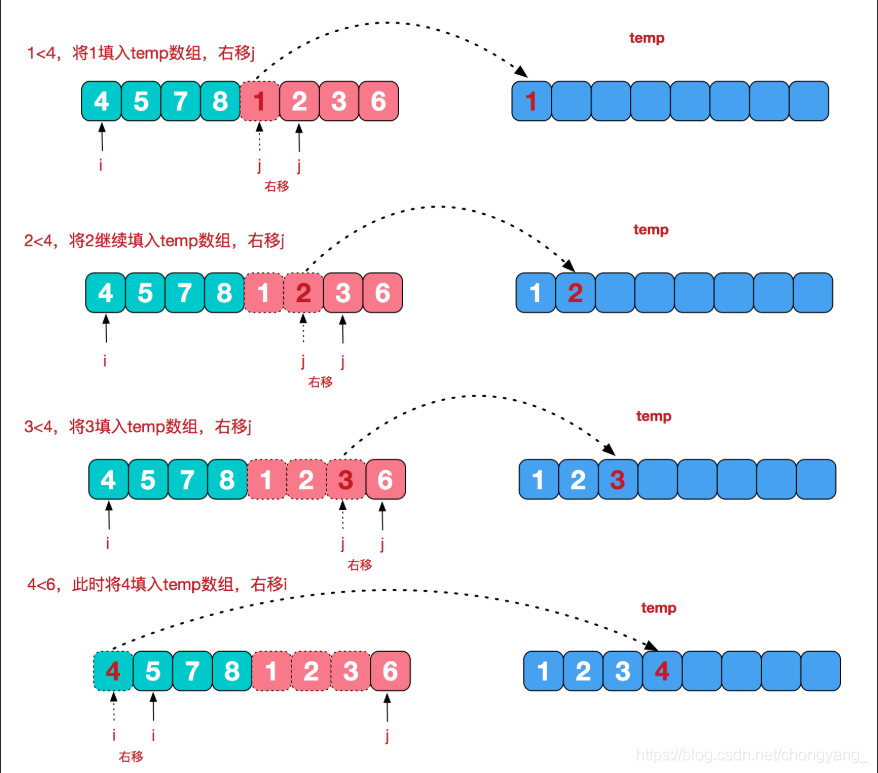 1<4，将1填入temp数组，右移j
temp
4 5 7 8 1 2 3 6
1
i j j
右移
2<4，将2继续填入temp数组，右移j
temp
4 5 7 8 1 2 3 6
1 2
i j j
右移
3<4，将3填入temp数组，右移j
temp
4 5 7 8 1 2 3 6
1 2 3
i j j
右移
4<6，此时将4填入temp数组，右移i
temp
4 5 7 8 1 2 3 6
1 2 3 4
i i j
右移
https://blog.csdn.net/chongyang_